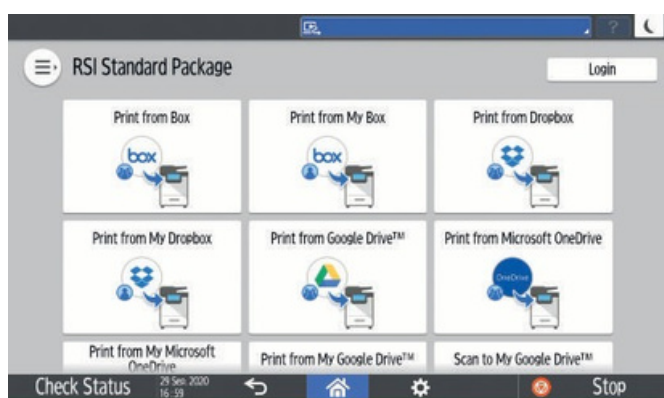 ?
RSI Standard Package
Login
Print from Box
Print from My Box
Print from Dropbox
box
box
Print from My Dropbox
Print from Google Drive™
Print from Microsoft OneDrive
OneDrive
Print from My Microsoft
OneDrive
Print from My Google Drive™
Scan to My Google Drive™
Check Status
29 Sep. 2020
16:59
Stop